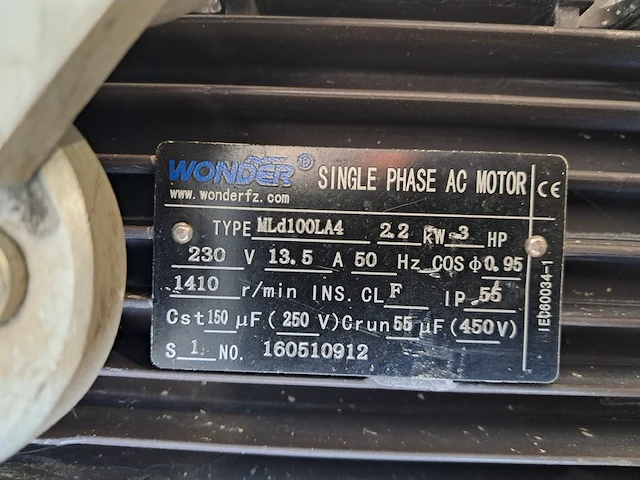 WONDER ® SINGLE PHASE AC MOTOR CE
www.wonderfz.com
TYPE MLd100LA4 2.2 KW 3 HP
230 V 13.5 A 50 Hz COSΦ0.95
1410 r/min INS. CL F IP 55
Cst 150 μF (250 V) Crun 55 μF (450V)
S 1 NO. 160510912
IEC60034-1